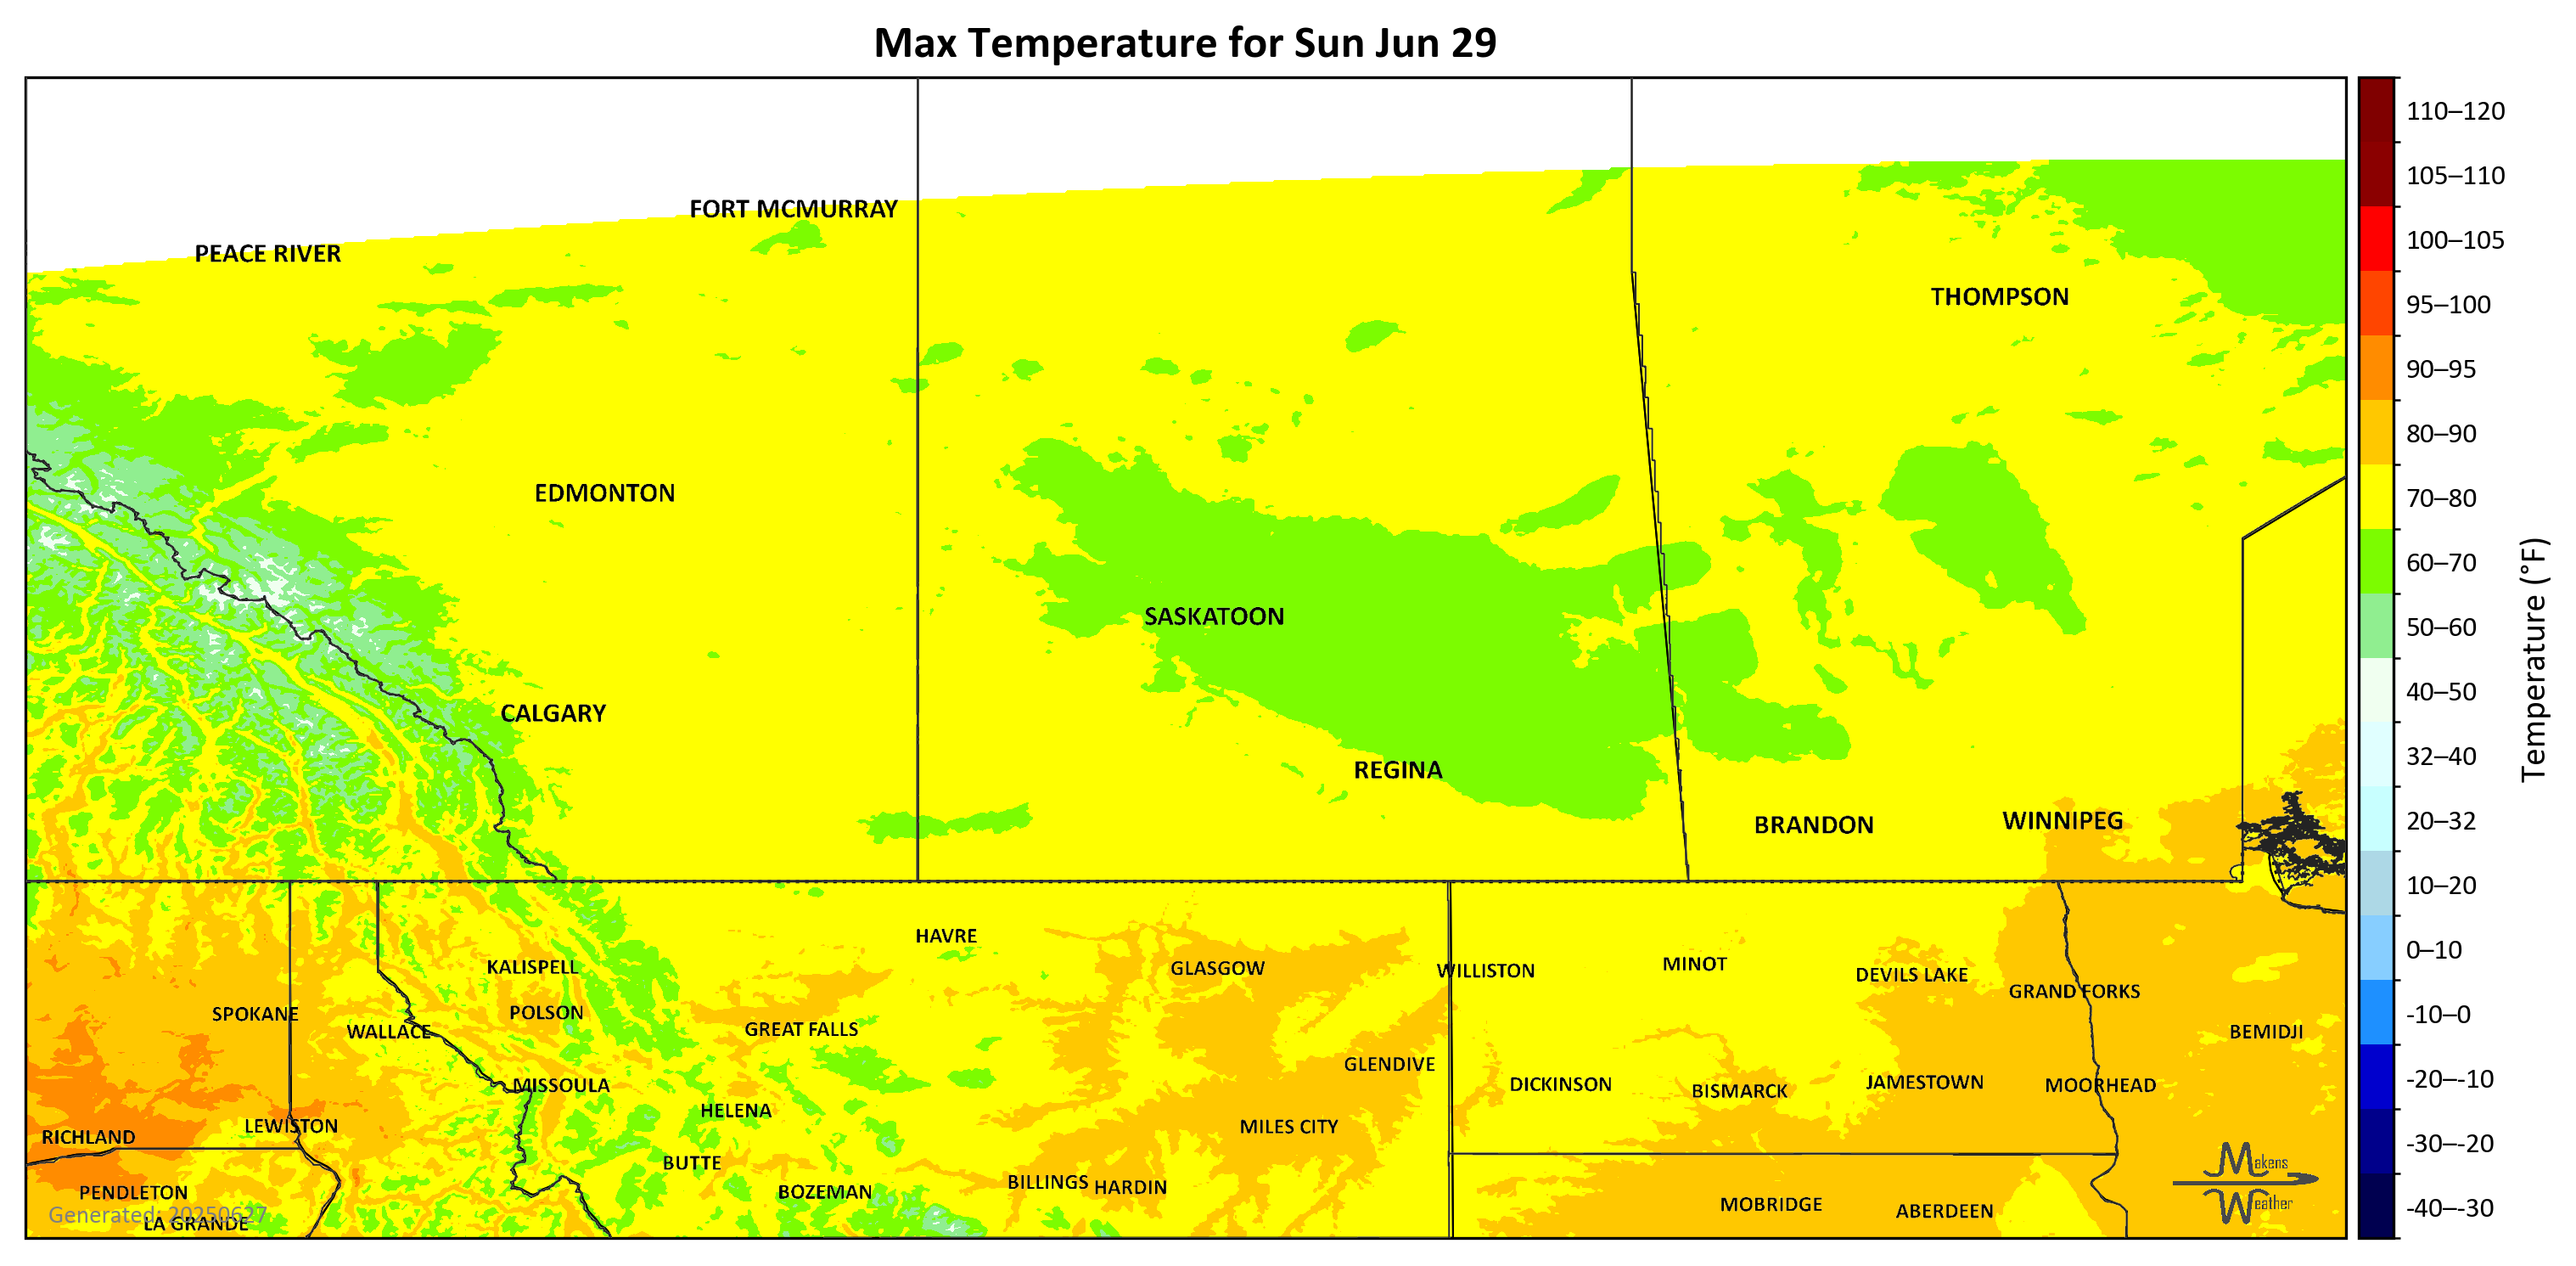 Max Temperature for Sun Jun 29
FORT MCMURRAY
PEACE RIVER
THOMPSON
EDMONTON
SASKATOON
CALGARY
REGINA
BRANDON
WINNIPEG
HAVRE
KALISPELL
GLASGOW
WILLISTON
MINOT
DEVILS LAKE
GRAND FORKS
SPOKANE
POLSON
WALLACE
GREAT FALLS
BEMIDJI
GLENDIVE
MISSOULA
DICKINSON
BISMARCK
JAMESTOWN
MOORHEAD
HELENA
LEWISTON
MILES CITY
RICHLAND
BUTTE
BILLINGS
HARDIN
PENDLETON
BOZEMAN
MOBRIDGE
ABERDEEN
Generated: 20250627
LA GRANDE
Makens
Weather
110–120
105–110
100–105
95–100
90–95
80–90
70–80
60–70
50–60
40–50
32–40
20–32
10–20
0–10
-10–0
-20–-10
-30–-20
-40–-30
Temperature (°F)